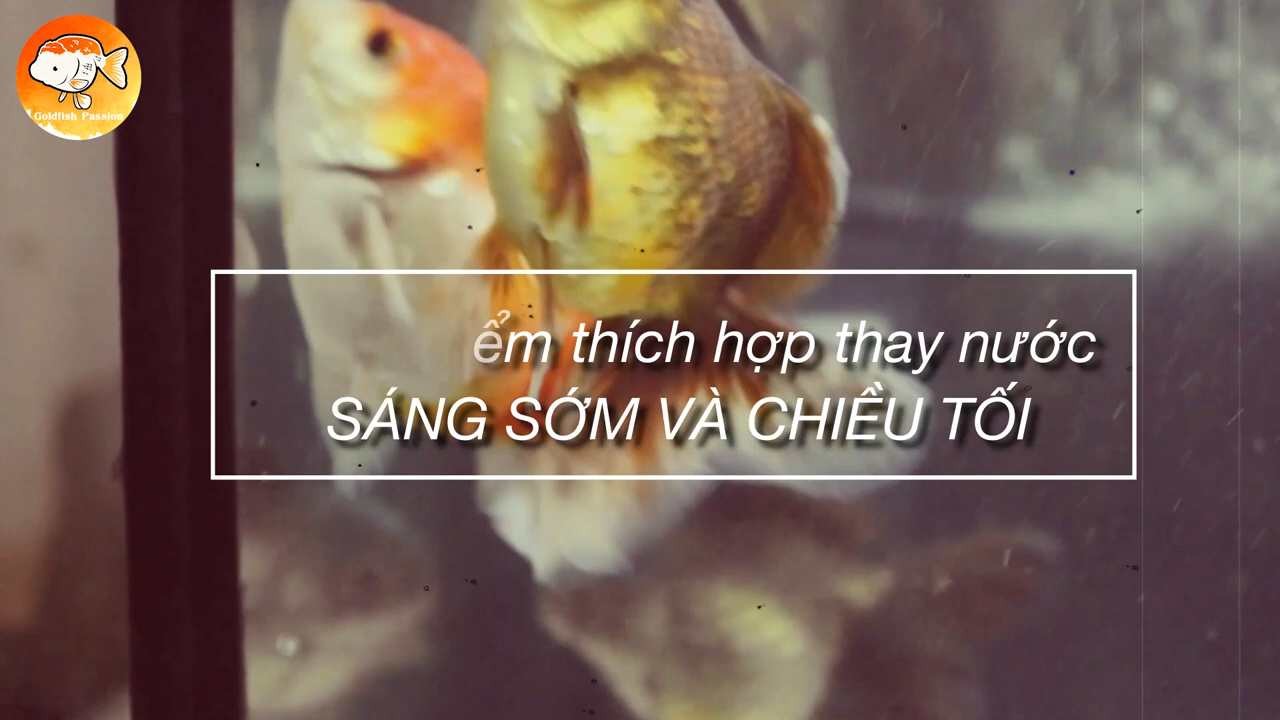 Goldfish Passion
ểm thích hợp thay nước
SÁNG SỚM VÀ CHIỀU TỐI